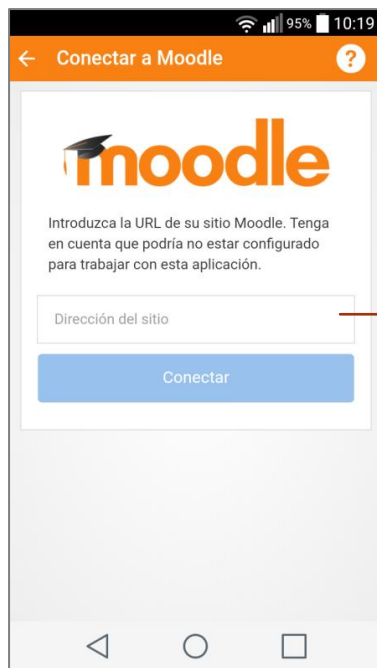 95% 10:19
Conectar a Moodle ?
moodle
Introduzca la URL de su sitio Moodle. Tenga
en cuenta que podría no estar configurado
para trabajar con esta aplicación.
Dirección del sitio
Conectar